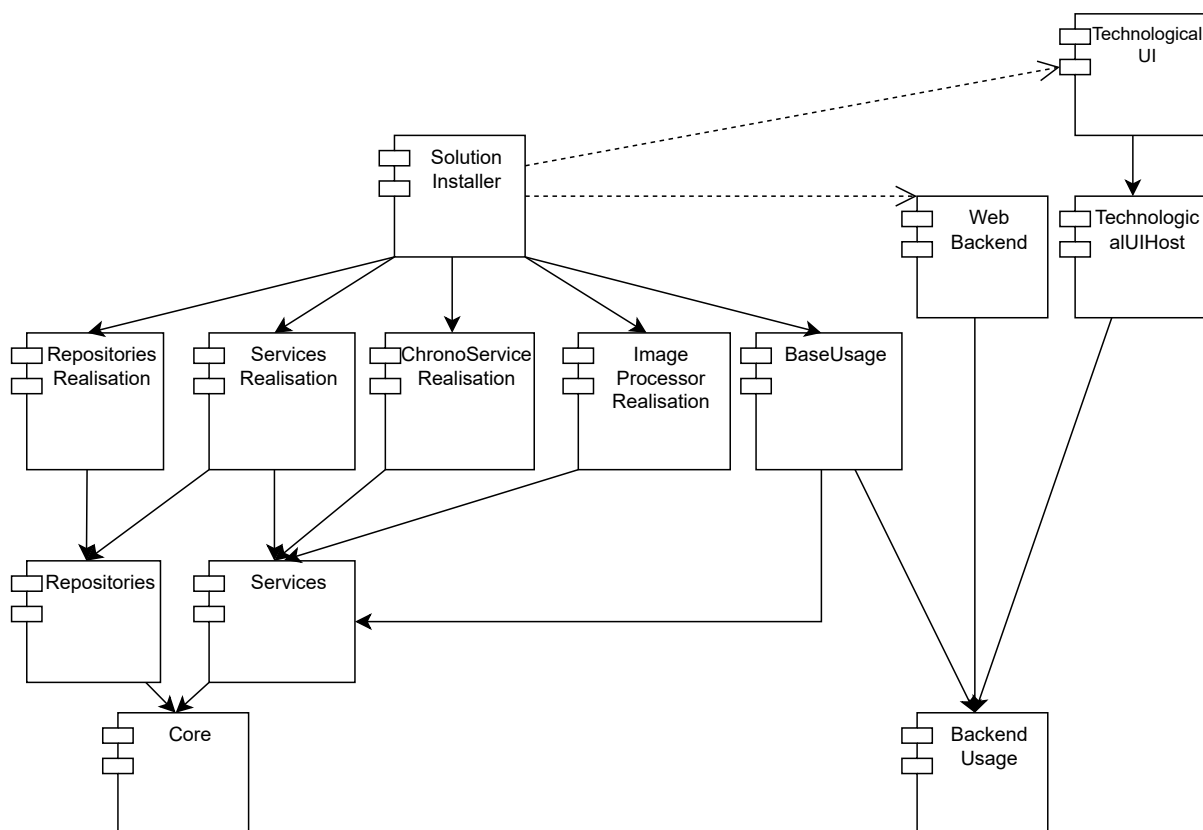 Technological
UI
Solution
Installer
Web
Backend
Technologic
alUIHost
Repositories
Realisation
Services
Realisation
ChronoService
Realisation
Image
Processor
Realisation
BaseUsage
Repositories
Services
Core
Backend
Usage